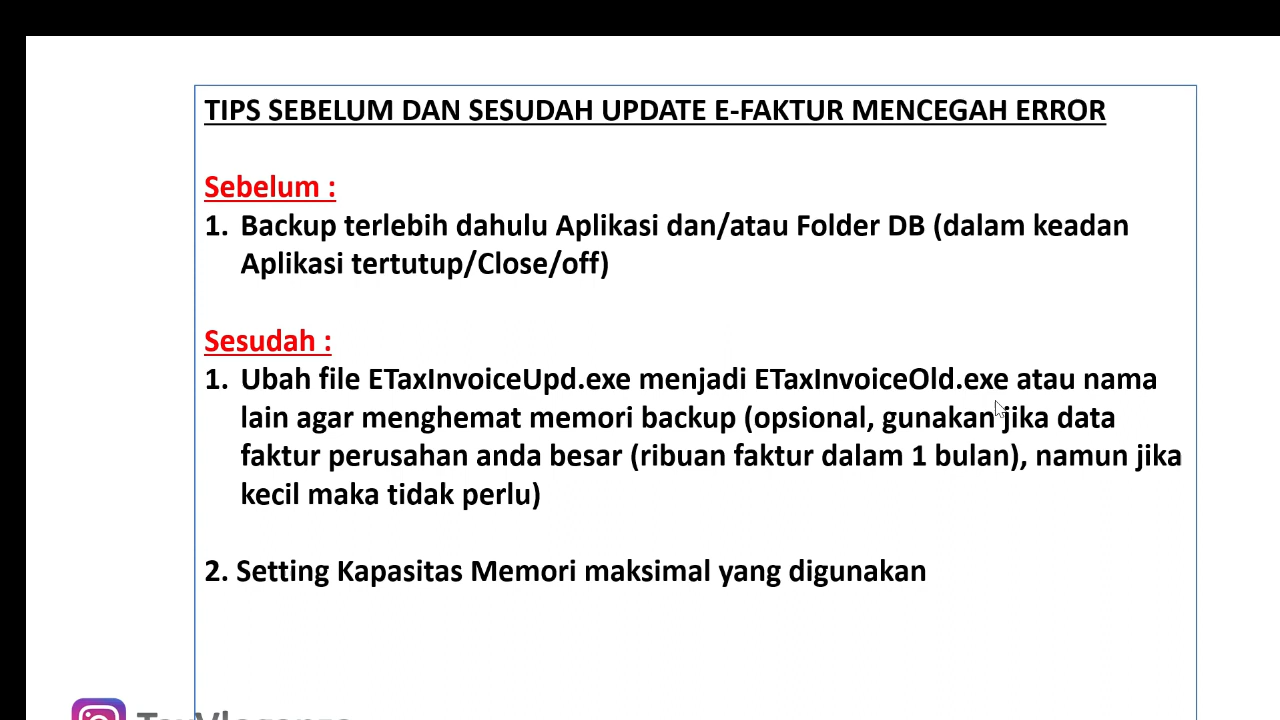 TIPS SEBELUM DAN SESUDAH UPDATE E-FAKTUR MENCEGAH ERROR
Sebelum :
1. Backup terlebih dahulu Aplikasi dan/atau Folder DB (dalam keadan
Aplikasi tertutup/Close/off)
Sesudah :
1. Ubah file ETaxInvoiceUpd.exe menjadi ETaxInvoiceOld.exe atau nama
lain agar menghemat memori backup (opsional, gunakan jika data
faktur perusahan anda besar (ribuan faktur dalam 1 bulan), namun jika
kecil maka tidak perlu)
2. Setting Kapasitas Memori maksimal yang digunakan